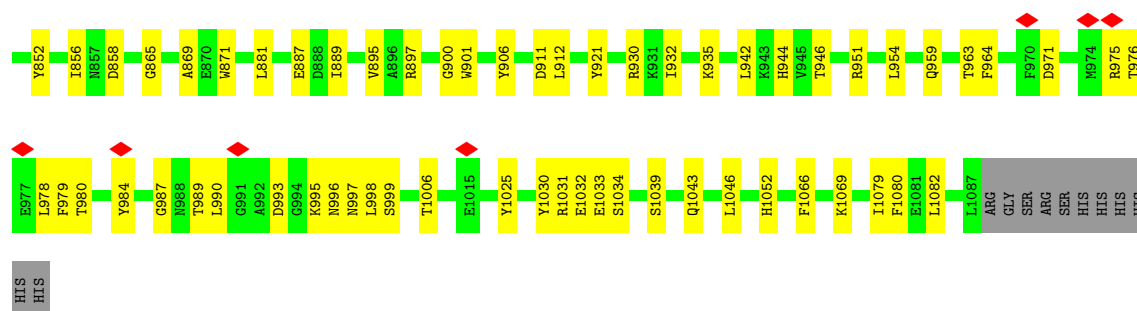 Y852 I856 N857 D858 G865 A869 E870 W871 L881 E887 D888 I889 V895 A896 R897 G900 W901 Y906 D911 L912 Y921 R930 K931 I932 K935 L942 K943 H944 V945 T946 R951 L954 Q959 T963 F964 F970 D971 M974 R975 T976
E977 L978 F979 T980 Y984 G987 N988 T989 L990 G991 A992 D993 G994 K995 N996 N997 L998 S999 T1006 E1015 Y1025 Y1030 R1031 E1032 E1033 S1034 S1039 Q1043 L1046 H1052 F1066 K1069 I1079 F1080 E1081 L1082 L1087 ARG GLY SER ARG SER HIS HIS HIS HIS
HIS HIS